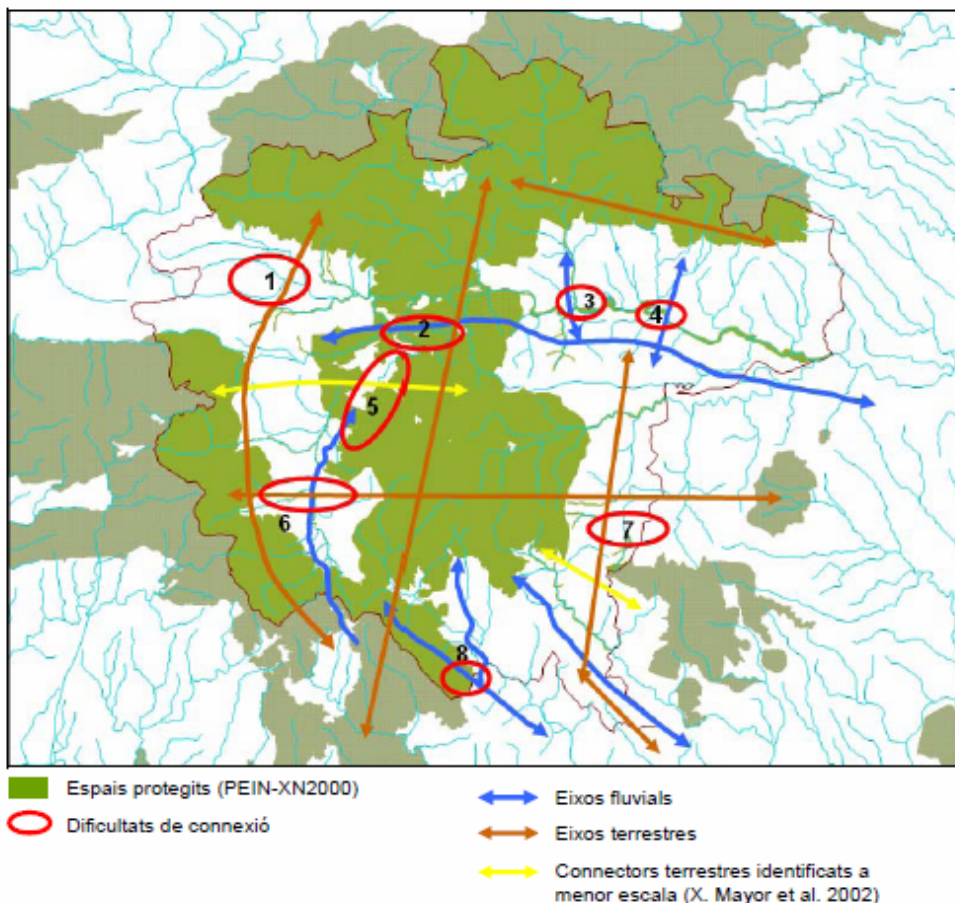 1
2
3
4
5
6
7
8
Espais protegits (PEIN-XN2000)
Dificultats de connexió
Eixos fluvials
Eixos terrestres
Connectors terrestres identificats a
menor escala (X. Mayor et al. 2002)